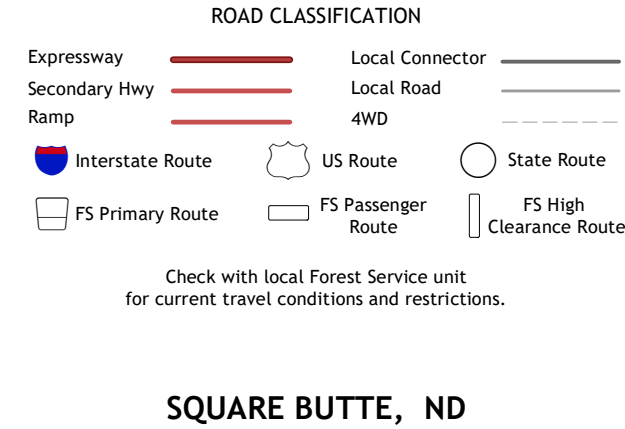 ROAD CLASSIFICATION
Expressway
Local Connector
Secondary Hwy
Local Road
Ramp
4WD
Interstate Route
US Route
State Route
FS Primary Route
FS Passenger
Route
FS High
Clearance Route
Check with local Forest Service unit
for current travel conditions and restrictions.
SQUARE BUTTE, ND